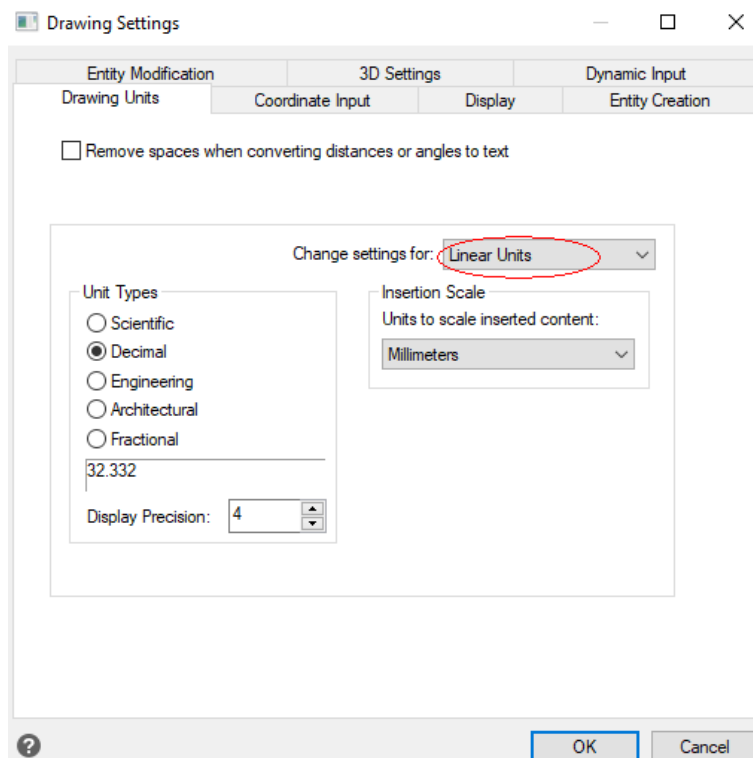 Drawing Settings
Entity Modification 3D Settings Dynamic Input
Drawing Units Coordinate Input Display Entity Creation
Remove spaces when converting distances or angles to text
Change settings for: Linear Units
Unit Types
Scientific
Decimal
Engineering
Architectural
Fractional
32.332
Display Precision: 4
Insertion Scale
Units to scale inserted content:
Millimeters
OK Cancel